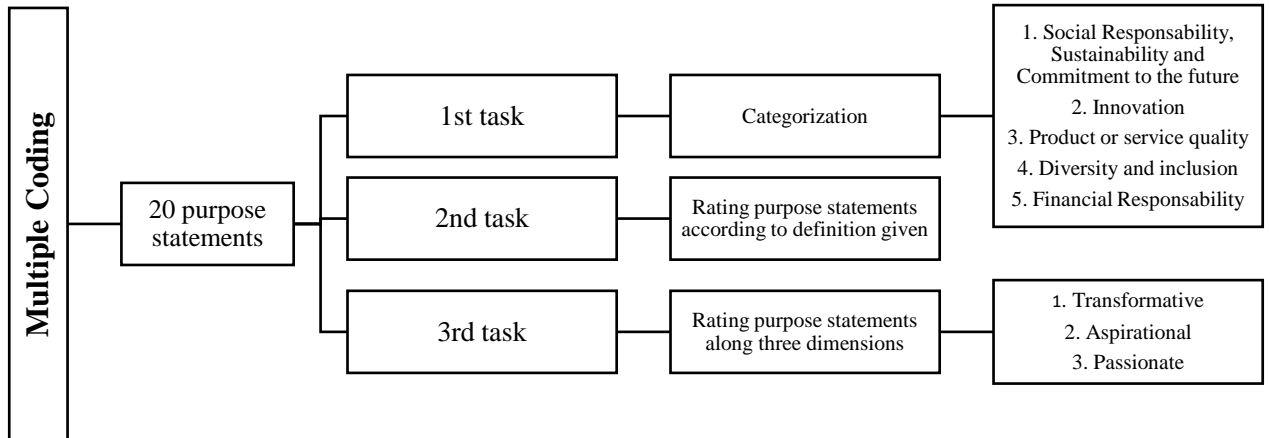 Multiple Coding
20 purpose
statements
1st task
Categorization
1. Social Responsability,
Sustainability and
Commitment to the future
2. Innovation
3. Product or service quality
4. Diversity and inclusion
5. Financial Responsability
2nd task
Rating purpose statements
according to definition given
3rd task
Rating purpose statements
along three dimensions
1. Transformative
2. Aspirational
3. Passionate